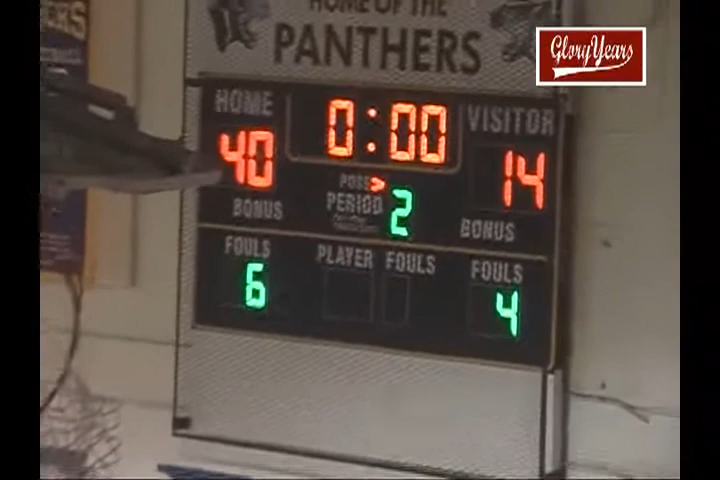 HOME OF THE
PANTHERS
GloryYears
HOME 0:00 VISITOR
40 14
POSS >
PERIOD 2
BONUS BONUS
FOULS PLAYER FOULS FOULS
6 4